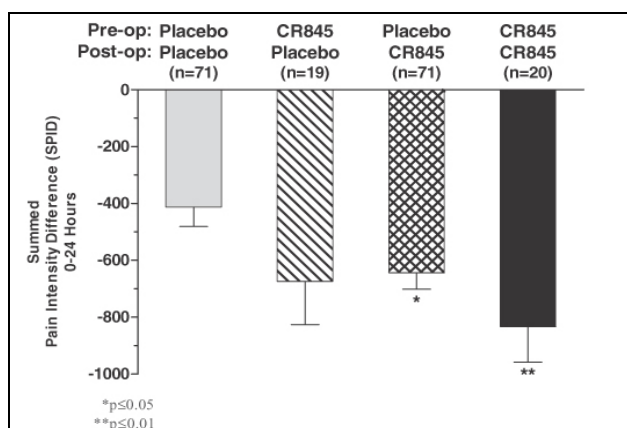 Pre-op: Placebo CR845 Placebo CR845
Post-op: Placebo Placebo CR845 CR845
(n=71) (n=19) (n=71) (n=20)
0
-200
-400
-600
-800
-1000
Summed
Pain Intensity Difference (SPID)
0-24 Hours
*
**
*p≤0.05
**p≤0.01